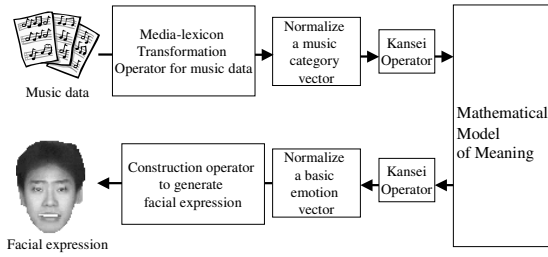 Music data
Media-lexicon
Transformation
Operator for music data
Normalize
a music
category
vector
Kansei
Operator
Mathematical
Model
of Meaning
Kansei
Operator
Normalize
a basic
emotion
vector
Construction operator
to generate
facial expression
Facial expression